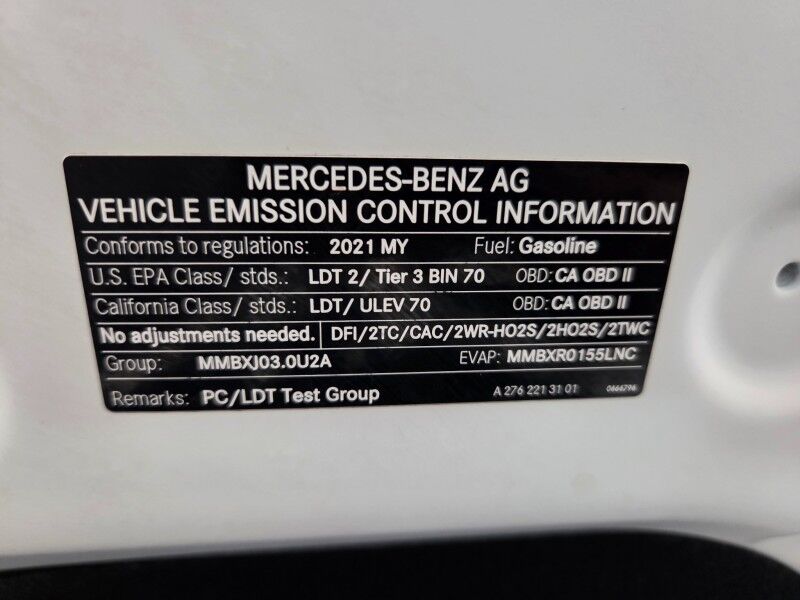 MERCEDES-BENZ AG
VEHICLE EMISSION CONTROL INFORMATION
Conforms to regulations: 2021 MY Fuel: Gasoline
U.S. EPA Class/ stds.: LDT 2/ Tier 3 BIN 70 OBD: CA OBD II
California Class/ stds.: LDT/ ULEV 70 OBD: CA OBD II
No adjustments needed. DFI/2TC/CAC/2WR-HO2S/2HO2S/2TWC
Group: MMBXJ03.0U2A EVAP: MMBXR0155LNC
Remarks: PC/LDT Test Group A 276 221 31 01